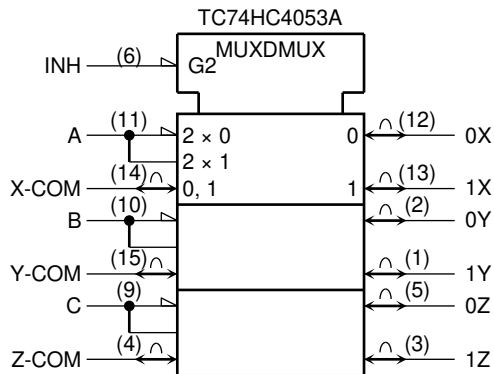 TC74HC4053A
MUXDMUX
INH (6) G2
A (11) 2 × 0 0 (12) 0X
2 × 1
X-COM (14) 0, 1 1 (13) 1X
B (10) (2) 0Y
Y-COM (15) (1) 1Y
C (9) (5) 0Z
Z-COM (4) (3) 1Z